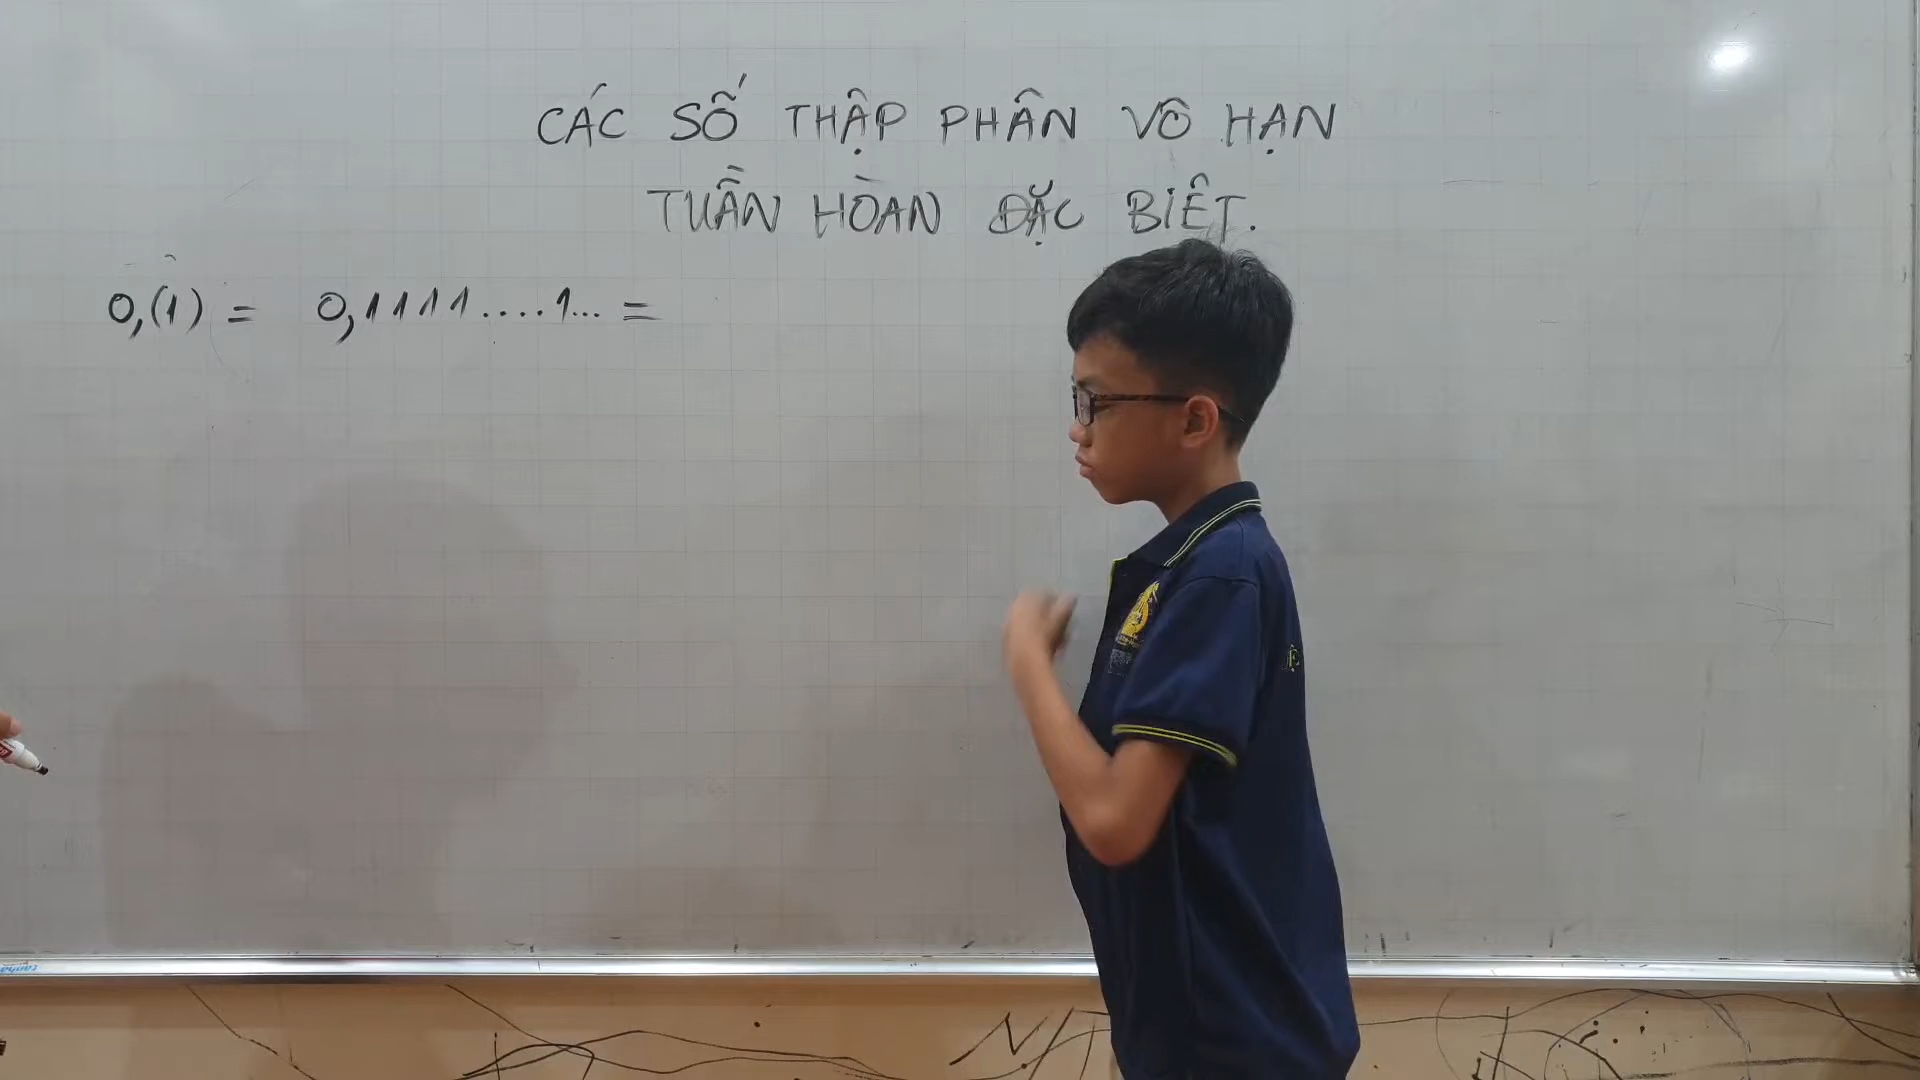 CÁC SỐ THẬP PHÂN VÔ HẠN
TUẦN HOÀN ĐẶC BIỆT.
0,(1) = 0,1111....1... =